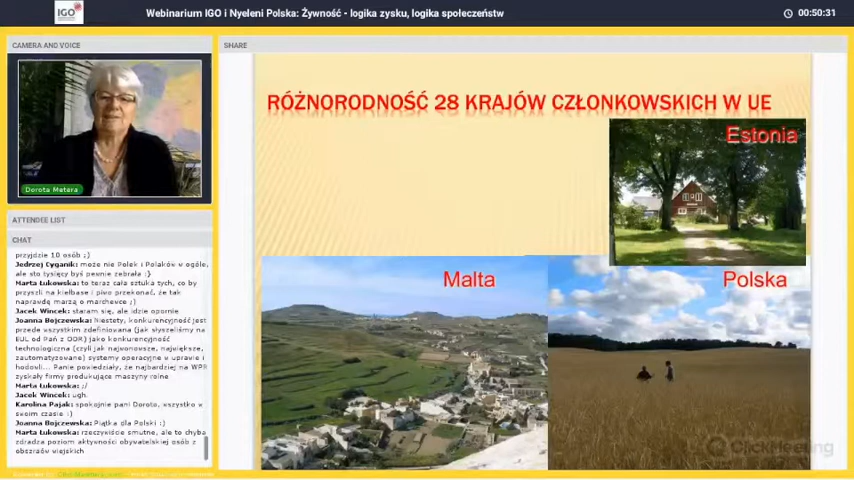 IGO
Webinarium IGO i Nyeleni Polska: Żywność - logika zysku, logika społeczeństw
00:50:31
CAMERA AND VOICE
Dorota Metera
ATTENDEE LIST
CHAT
przyjdzie 10 osób ;)
Jedrzej Cyganik: może nie Polek i Polaków w ogóle,
ale sto tysięcy byś pewnie zebrała :}
Marta Łukowska: to teraz cała sztuka tych, co by
przyszli na kiełbase i piwo przekonać, że tak
naprawdę marzą o marchewce ;)
Jacek Wincek: staram się, ale idzie opornie
Joanna Bojczewska: Niestety, konkurencyjność jest
przede wszystkim zdefiniowana (jak słyszeliśmy na
EUL od Pań z DDR) jako konkurencyjność
technologiczna (czyli jak najnowsze, największe,
zautomatyzowane) systemy operacyjne w uprawie i
hodowli... Panie powiedziały, że najbardziej na WPR
zyskały firmy produkujące maszyny rolne
Marta Łukowska: :/
Jacek Wincek: ugh
Karolina Pająk: spokojnie pani Doroto, wszystko w
swoim czasie :)
Joanna Bojczewska: Piątka dla Polski :)
Marta Łukowska: rzeczywiście smutne, ale to chyba
zdradza poziom aktywności obywatelskiej osób z
obszarów wiejskich
SHARE
RÓŻNORODNOŚĆ 28 KRAJÓW CZŁONKOWSKICH W UE
Estonia
Malta
Polska
ClickMeeting